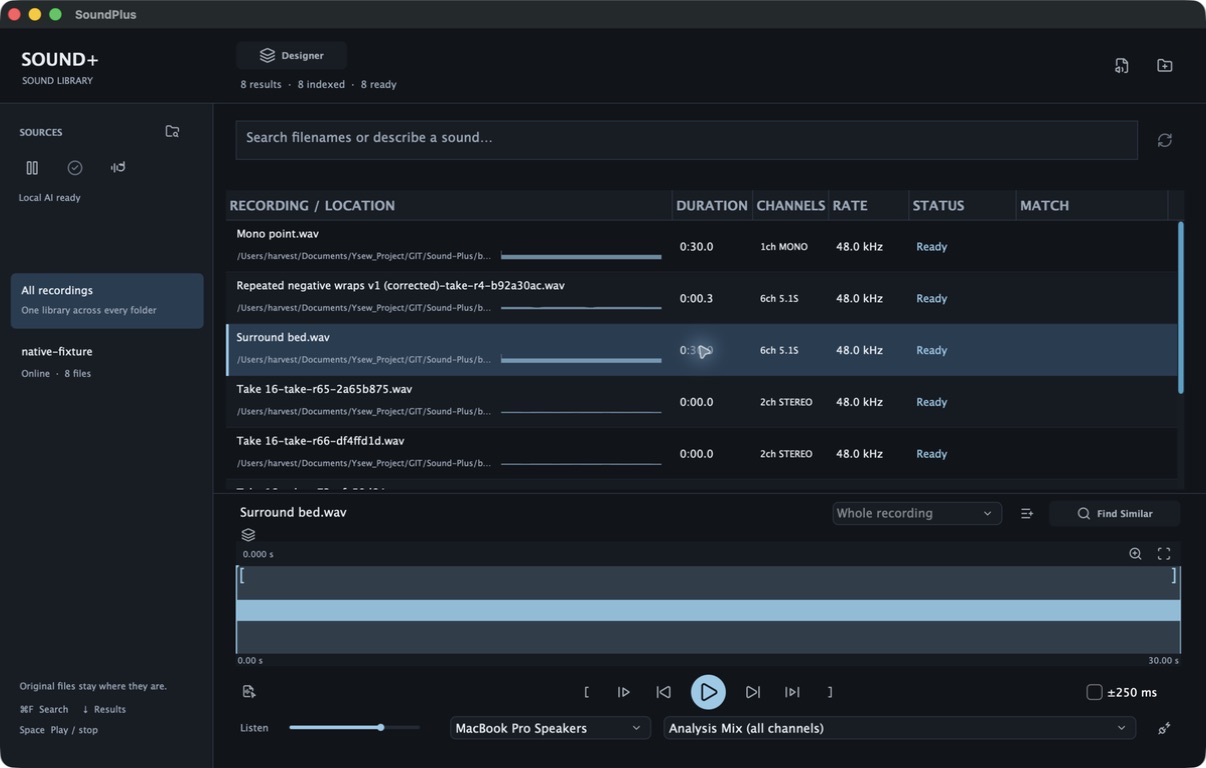 SoundPlus
SOUND+
SOUND LIBRARY
Designer
8 results · 8 indexed · 8 ready
SOURCES
Local AI ready
All recordings
One library across every folder
native-fixture
Online · 8 files
Original files stay where they are.
⌘F Search ↓ Results
Space Play / stop
Search filenames or describe a sound...
RECORDING / LOCATION DURATION CHANNELS RATE STATUS MATCH
Mono point.wav
/Users/harvest/Documents/Ysew_Project/GIT/Sound-Plus/b... 0:30.0 1ch MONO 48.0 kHz Ready
Repeated negative wraps v1 (corrected)-take-r4-b92a30ac.wav
/Users/harvest/Documents/Ysew_Project/GIT/Sound-Plus/b... 0:00.3 6ch 5.1S 48.0 kHz Ready
Surround bed.wav
/Users/harvest/Documents/Ysew_Project/GIT/Sound-Plus/b... 6ch 5.1S 48.0 kHz Ready
Take 16-take-r65-2a65b875.wav
/Users/harvest/Documents/Ysew_Project/GIT/Sound-Plus/b... 0:00.0 2ch STEREO 48.0 kHz Ready
Take 16-take-r66-df4ffd1d.wav
/Users/harvest/Documents/Ysew_Project/GIT/Sound-Plus/b... 0:00.0 2ch STEREO 48.0 kHz Ready
Surround bed.wav
Whole recording
Find Similar
0.000 s
[ ]
0.00 s 30.00 s
[ ]
±250 ms
Listen
MacBook Pro Speakers
Analysis Mix (all channels)